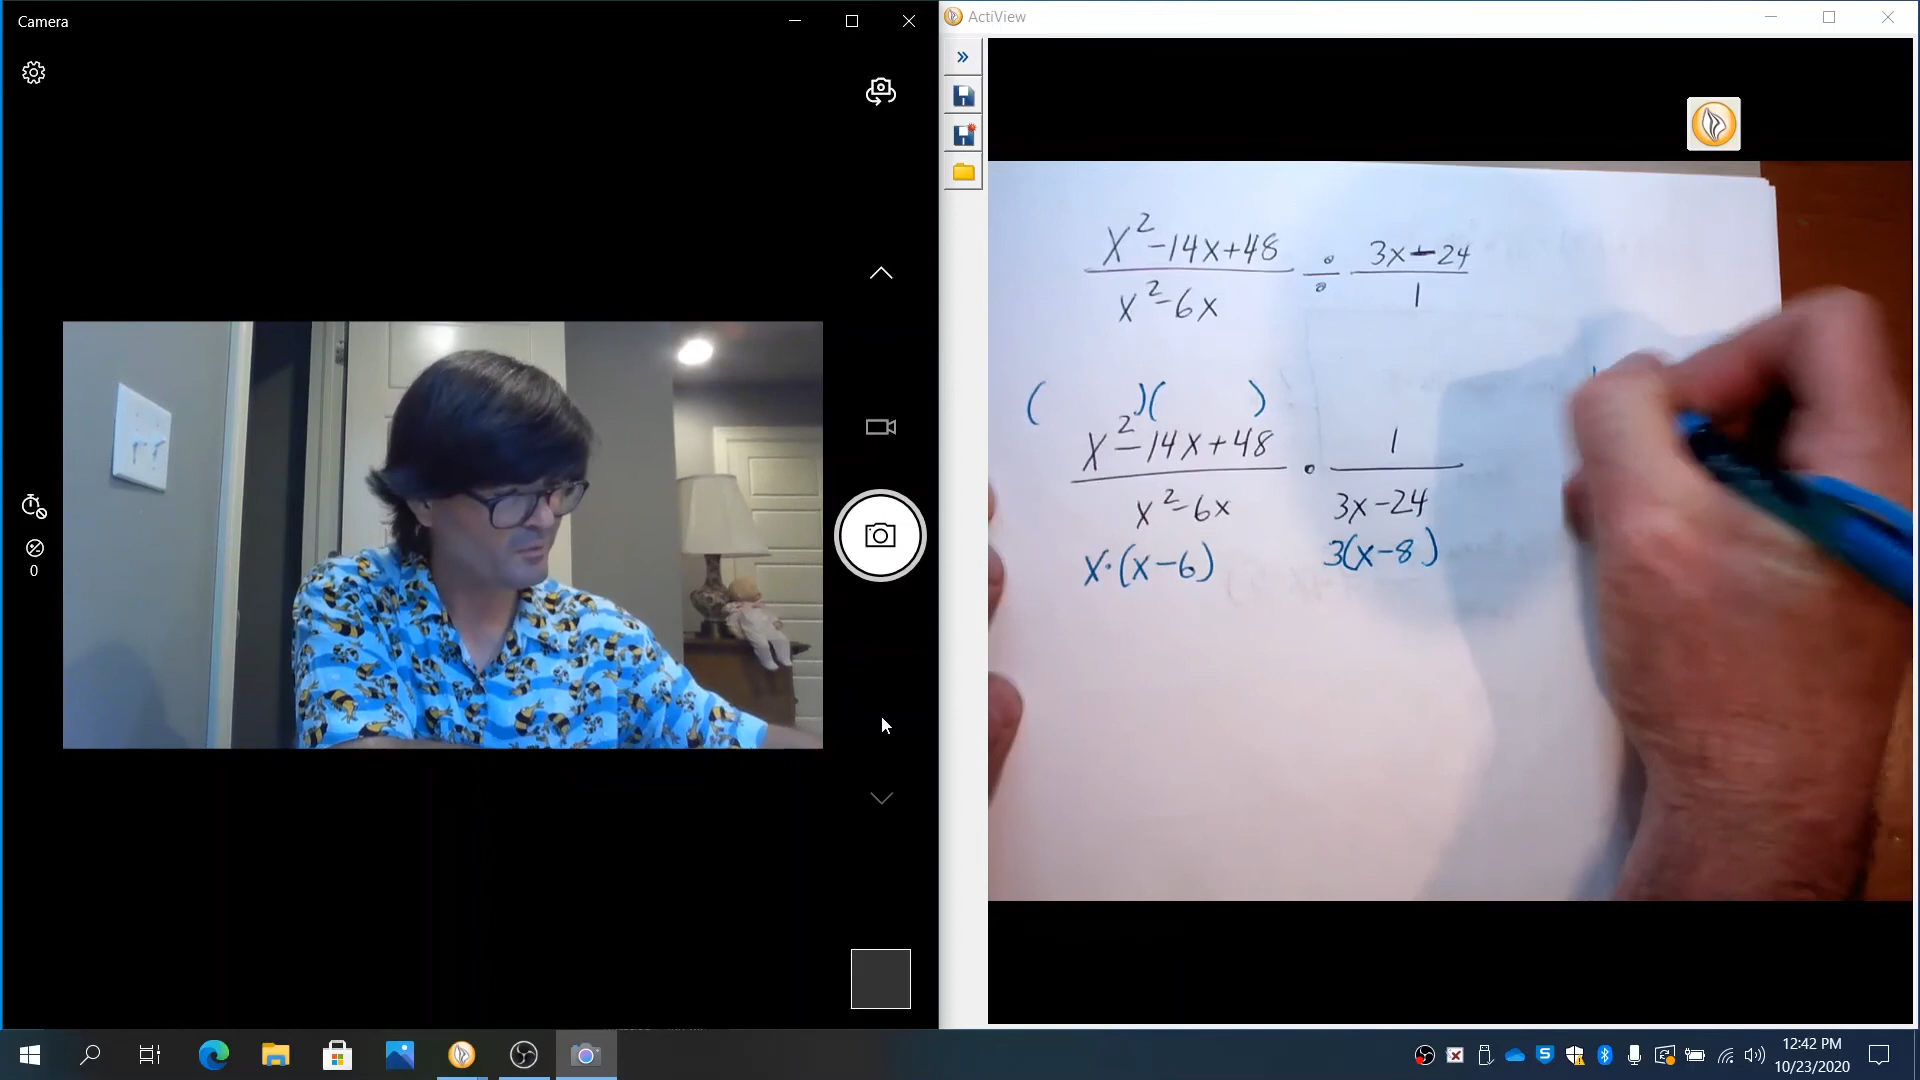 Camera
ActiView
0
x² - 14x + 48
x² - 6x
÷
3x - 24
1
( )( )
x² - 14x + 48
x² - 6x
·
1
3x - 24
x·(x - 6)
3(x - 8)
12:42 PM
10/23/2020